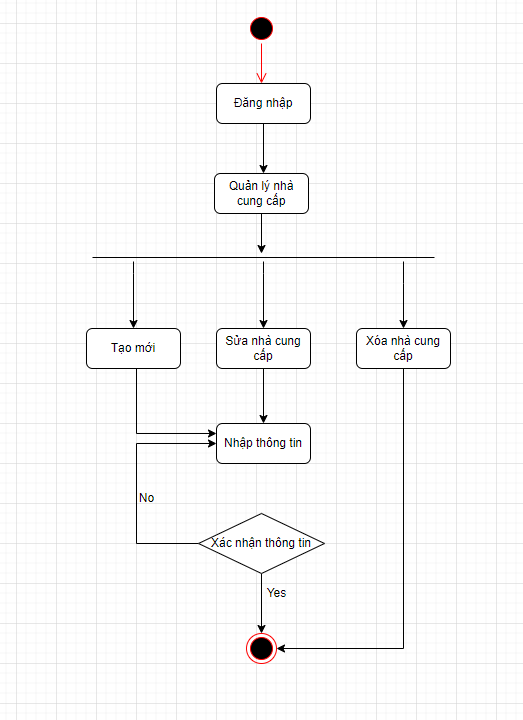 Đăng nhập
Quản lý nhà
cung cấp
Tạo mới
Sửa nhà cung
cấp
Xóa nhà cung
cấp
Nhập thông tin
No
Xác nhận thông tin
Yes